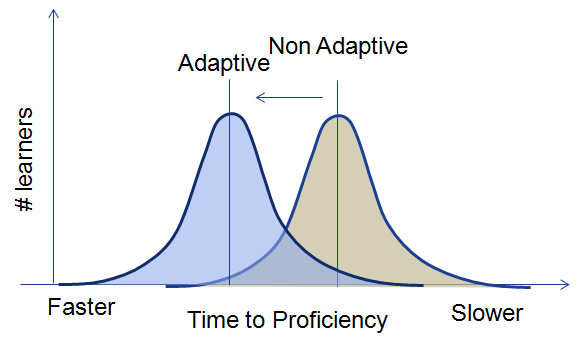 Non Adaptive
Adaptive
# learners
Faster
Time to Proficiency
Slower